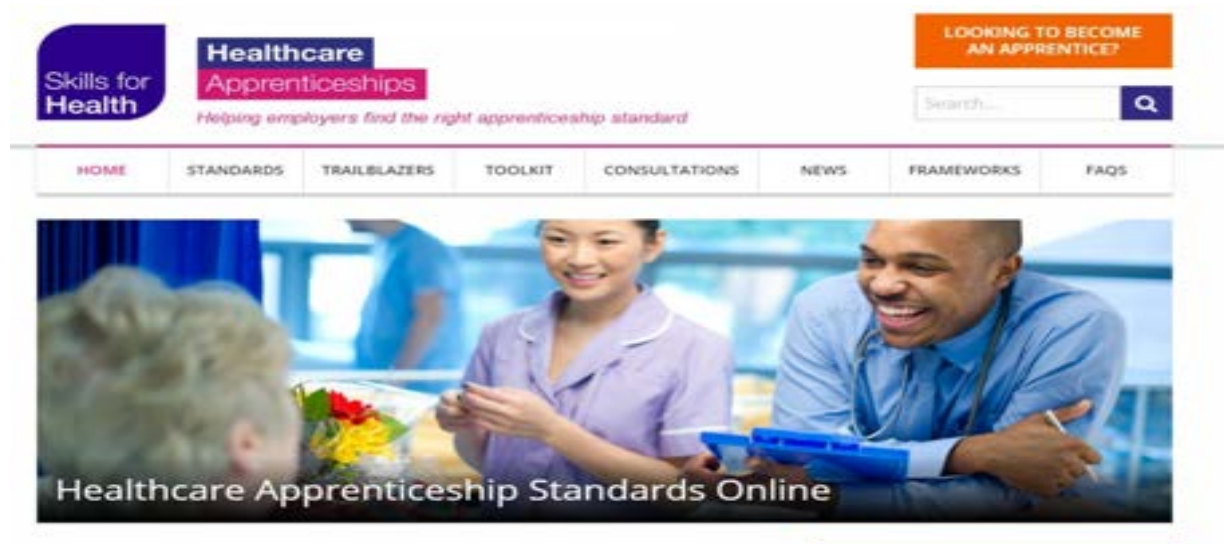 Skills for
Health
Healthcare
Apprenticeships
Helping employers find the right apprenticeship standard
LOOKING TO BECOME
AN APPRENTICE?
Search...
HOME STANDARDS TRAILBLAZERS TOOLKIT CONSULTATIONS NEWS FRAMEWORKS FAQS
Healthcare Apprenticeship Standards Online